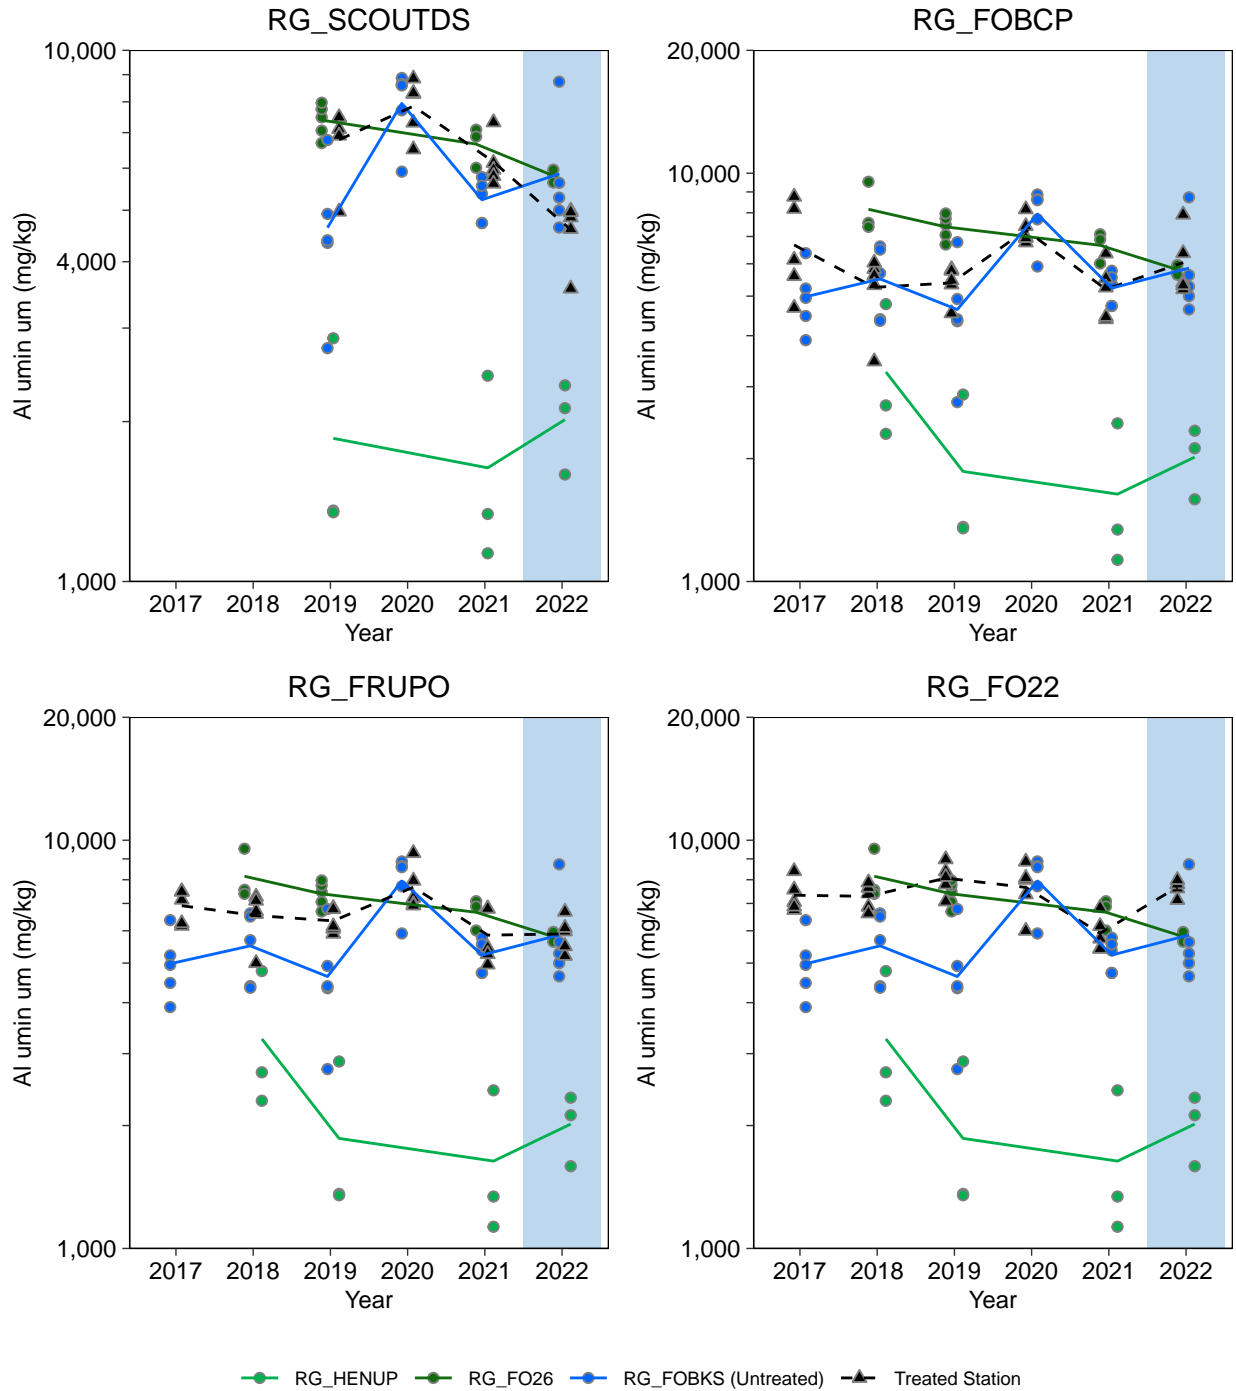 RG_SCOUTDS
RG_FOBCP
10,000
4,000
1,000
Al umin um (mg/kg)
2017 2018 2019 2020 2021 2022
Year
20,000
10,000
1,000
Al umin um (mg/kg)
2017 2018 2019 2020 2021 2022
Year
RG_FRUPO
RG_FO22
20,000
10,000
1,000
Al umin um (mg/kg)
2017 2018 2019 2020 2021 2022
Year
20,000
10,000
1,000
Al umin um (mg/kg)
2017 2018 2019 2020 2021 2022
Year
RG_HENUP RG_FO26 RG_FOBKS (Untreated) Treated Station